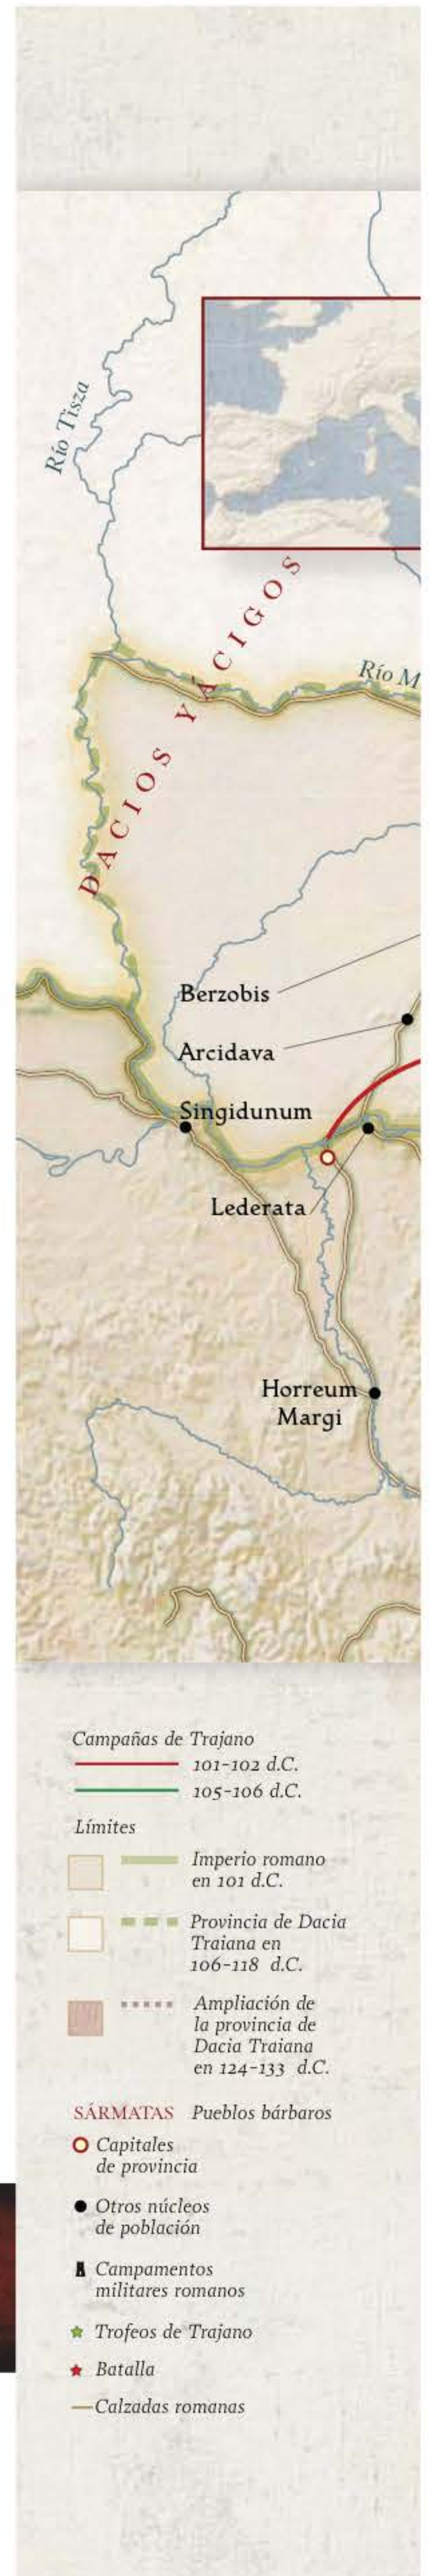 Río Tisza
DACIOS YÁCIGOS
Río M
Berzobis
Arcidava
Singidunum
Lederata
Horreum
Margi
Campañas de Trajano
101-102 d.C.
105-106 d.C.
Límites
Imperio romano
en 101 d.C.
Provincia de Dacia
Traiana en
106-118 d.C.
Ampliación de
la provincia de
Dacia Traiana
en 124-133 d.C.
SÁRMATAS Pueblos bárbaros
Capitales
de provincia
Otros núcleos
de población
Campamentos
militares romanos
Trofeos de Trajano
Batalla
Calzadas romanas